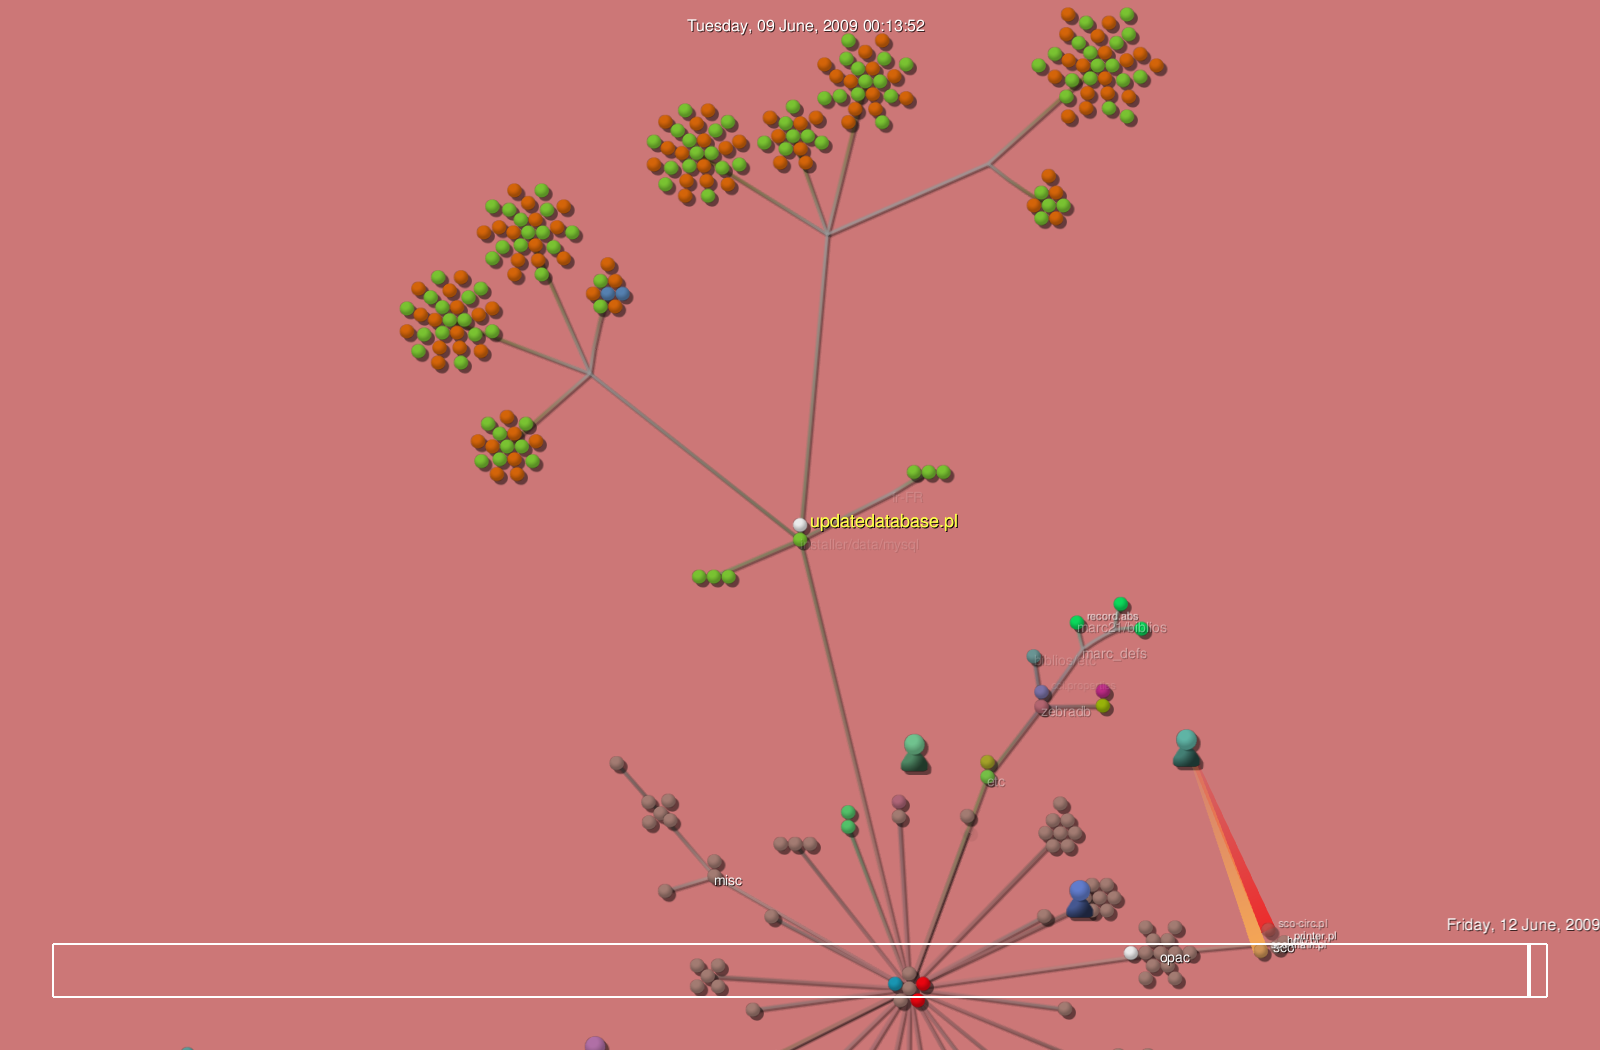 Tuesday, 09 June, 2009 00:13:52
fr-FR
updatedatabase.pl
installer/data/mysql
record.abs
marc21/biblios
marc_defs
biblios/etc
zebradb
etc
misc
sco-circ.pl
Friday, 12 June, 2009
printer.pl
sco
opac